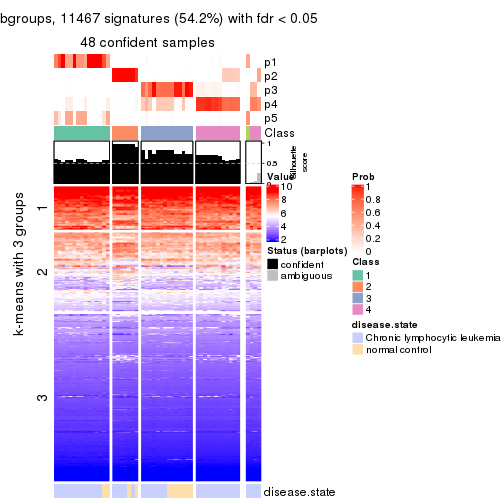 bgroups, 11467 signatures (54.2%) with fdr < 0.05
48 confident samples
p1
p2
p3
p4
p5
Class
1
0.5
0
Silhouette
score
k-means with 3 groups
1
2
3
disease.state
Value
10
8
6
4
2
Status (barplots)
confident
ambiguous
Prob
1
0.8
0.6
0.4
0.2
0
Class
1
2
3
4
disease.state
Chronic lymphocytic leukemia
normal control